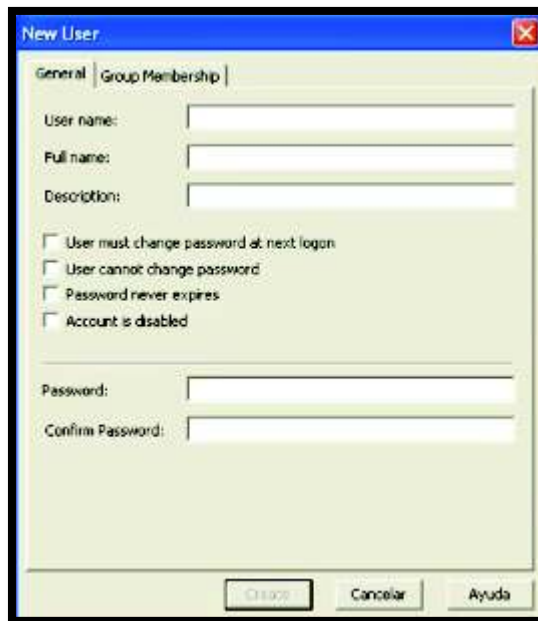 New User
General Group Membership
User name:
Full name:
Description:
User must change password at next logon
User cannot change password
Password never expires
Account is disabled
Password:
Confirm Password:
Create Cancelar Ayuda